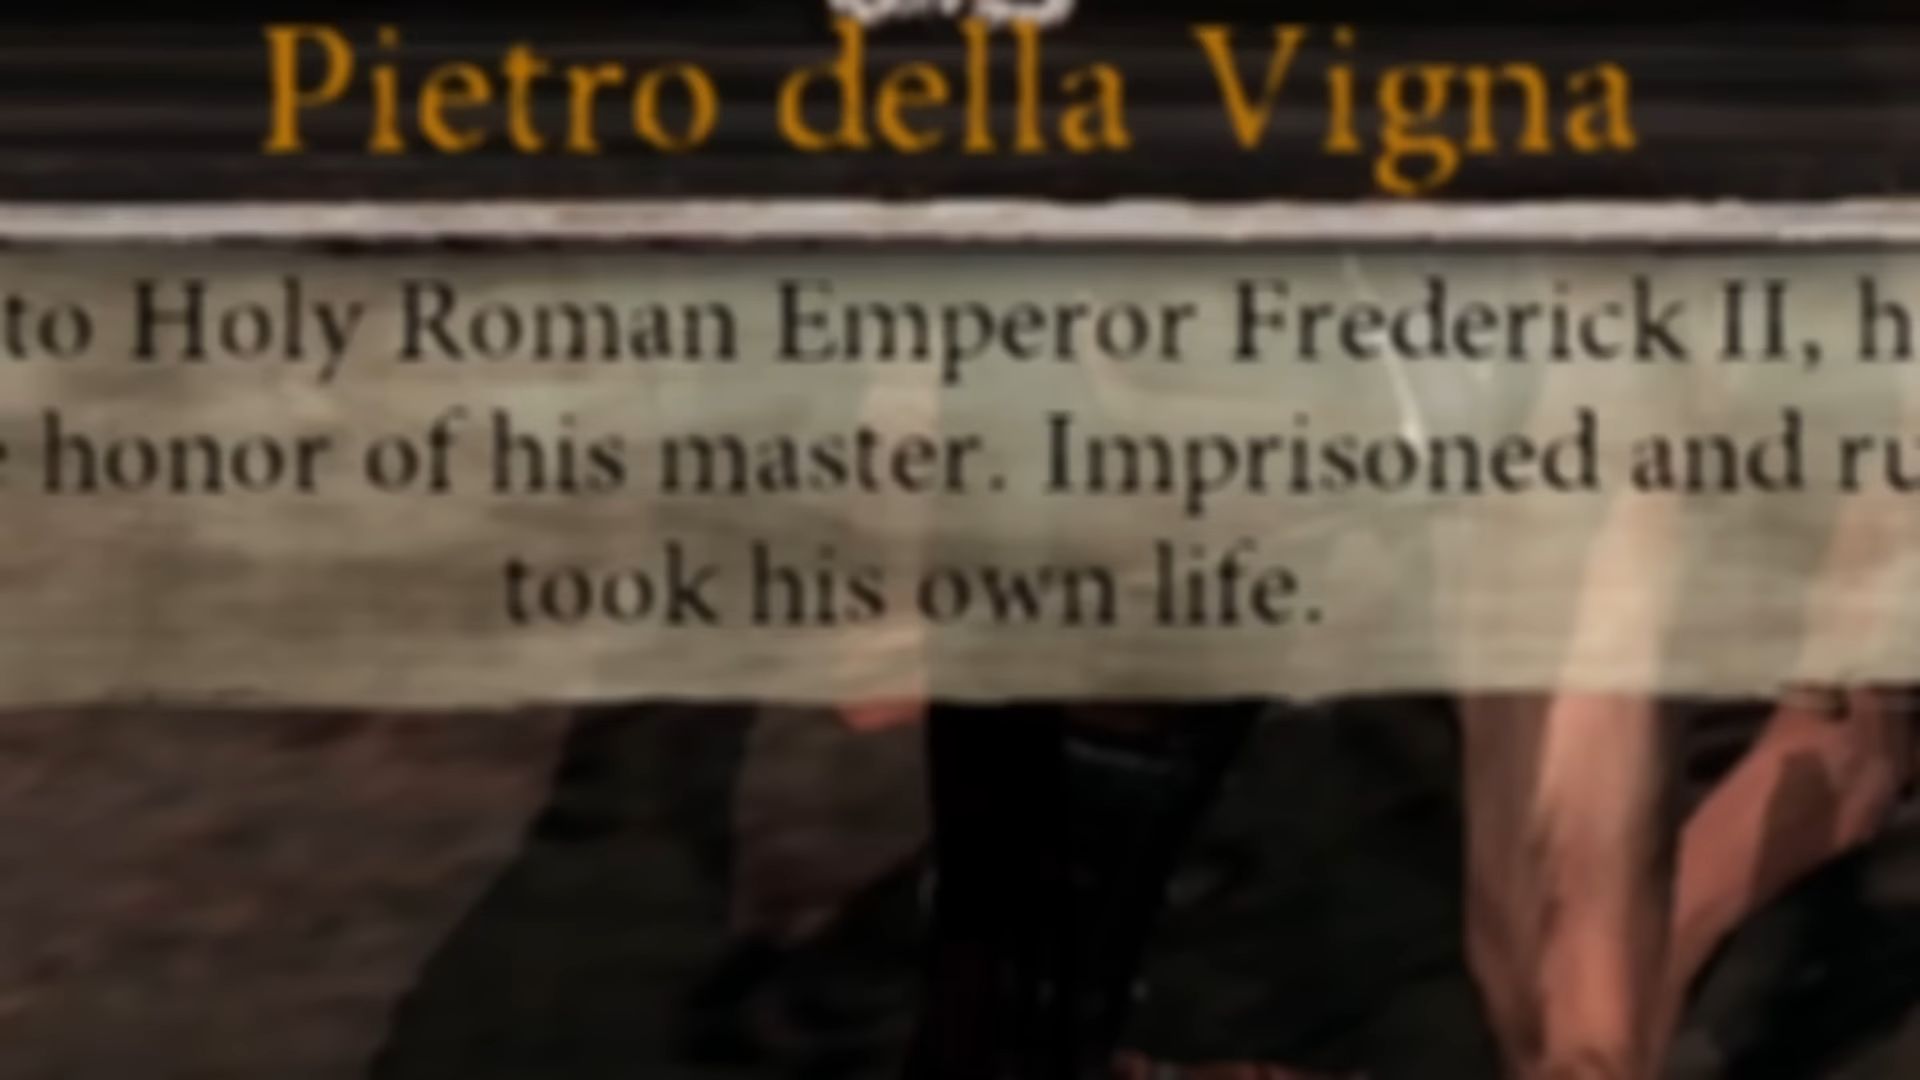 Pietro della Vigna
to Holy Roman Emperor Frederick II,
honor of his master. Imprisoned and
took his own life.